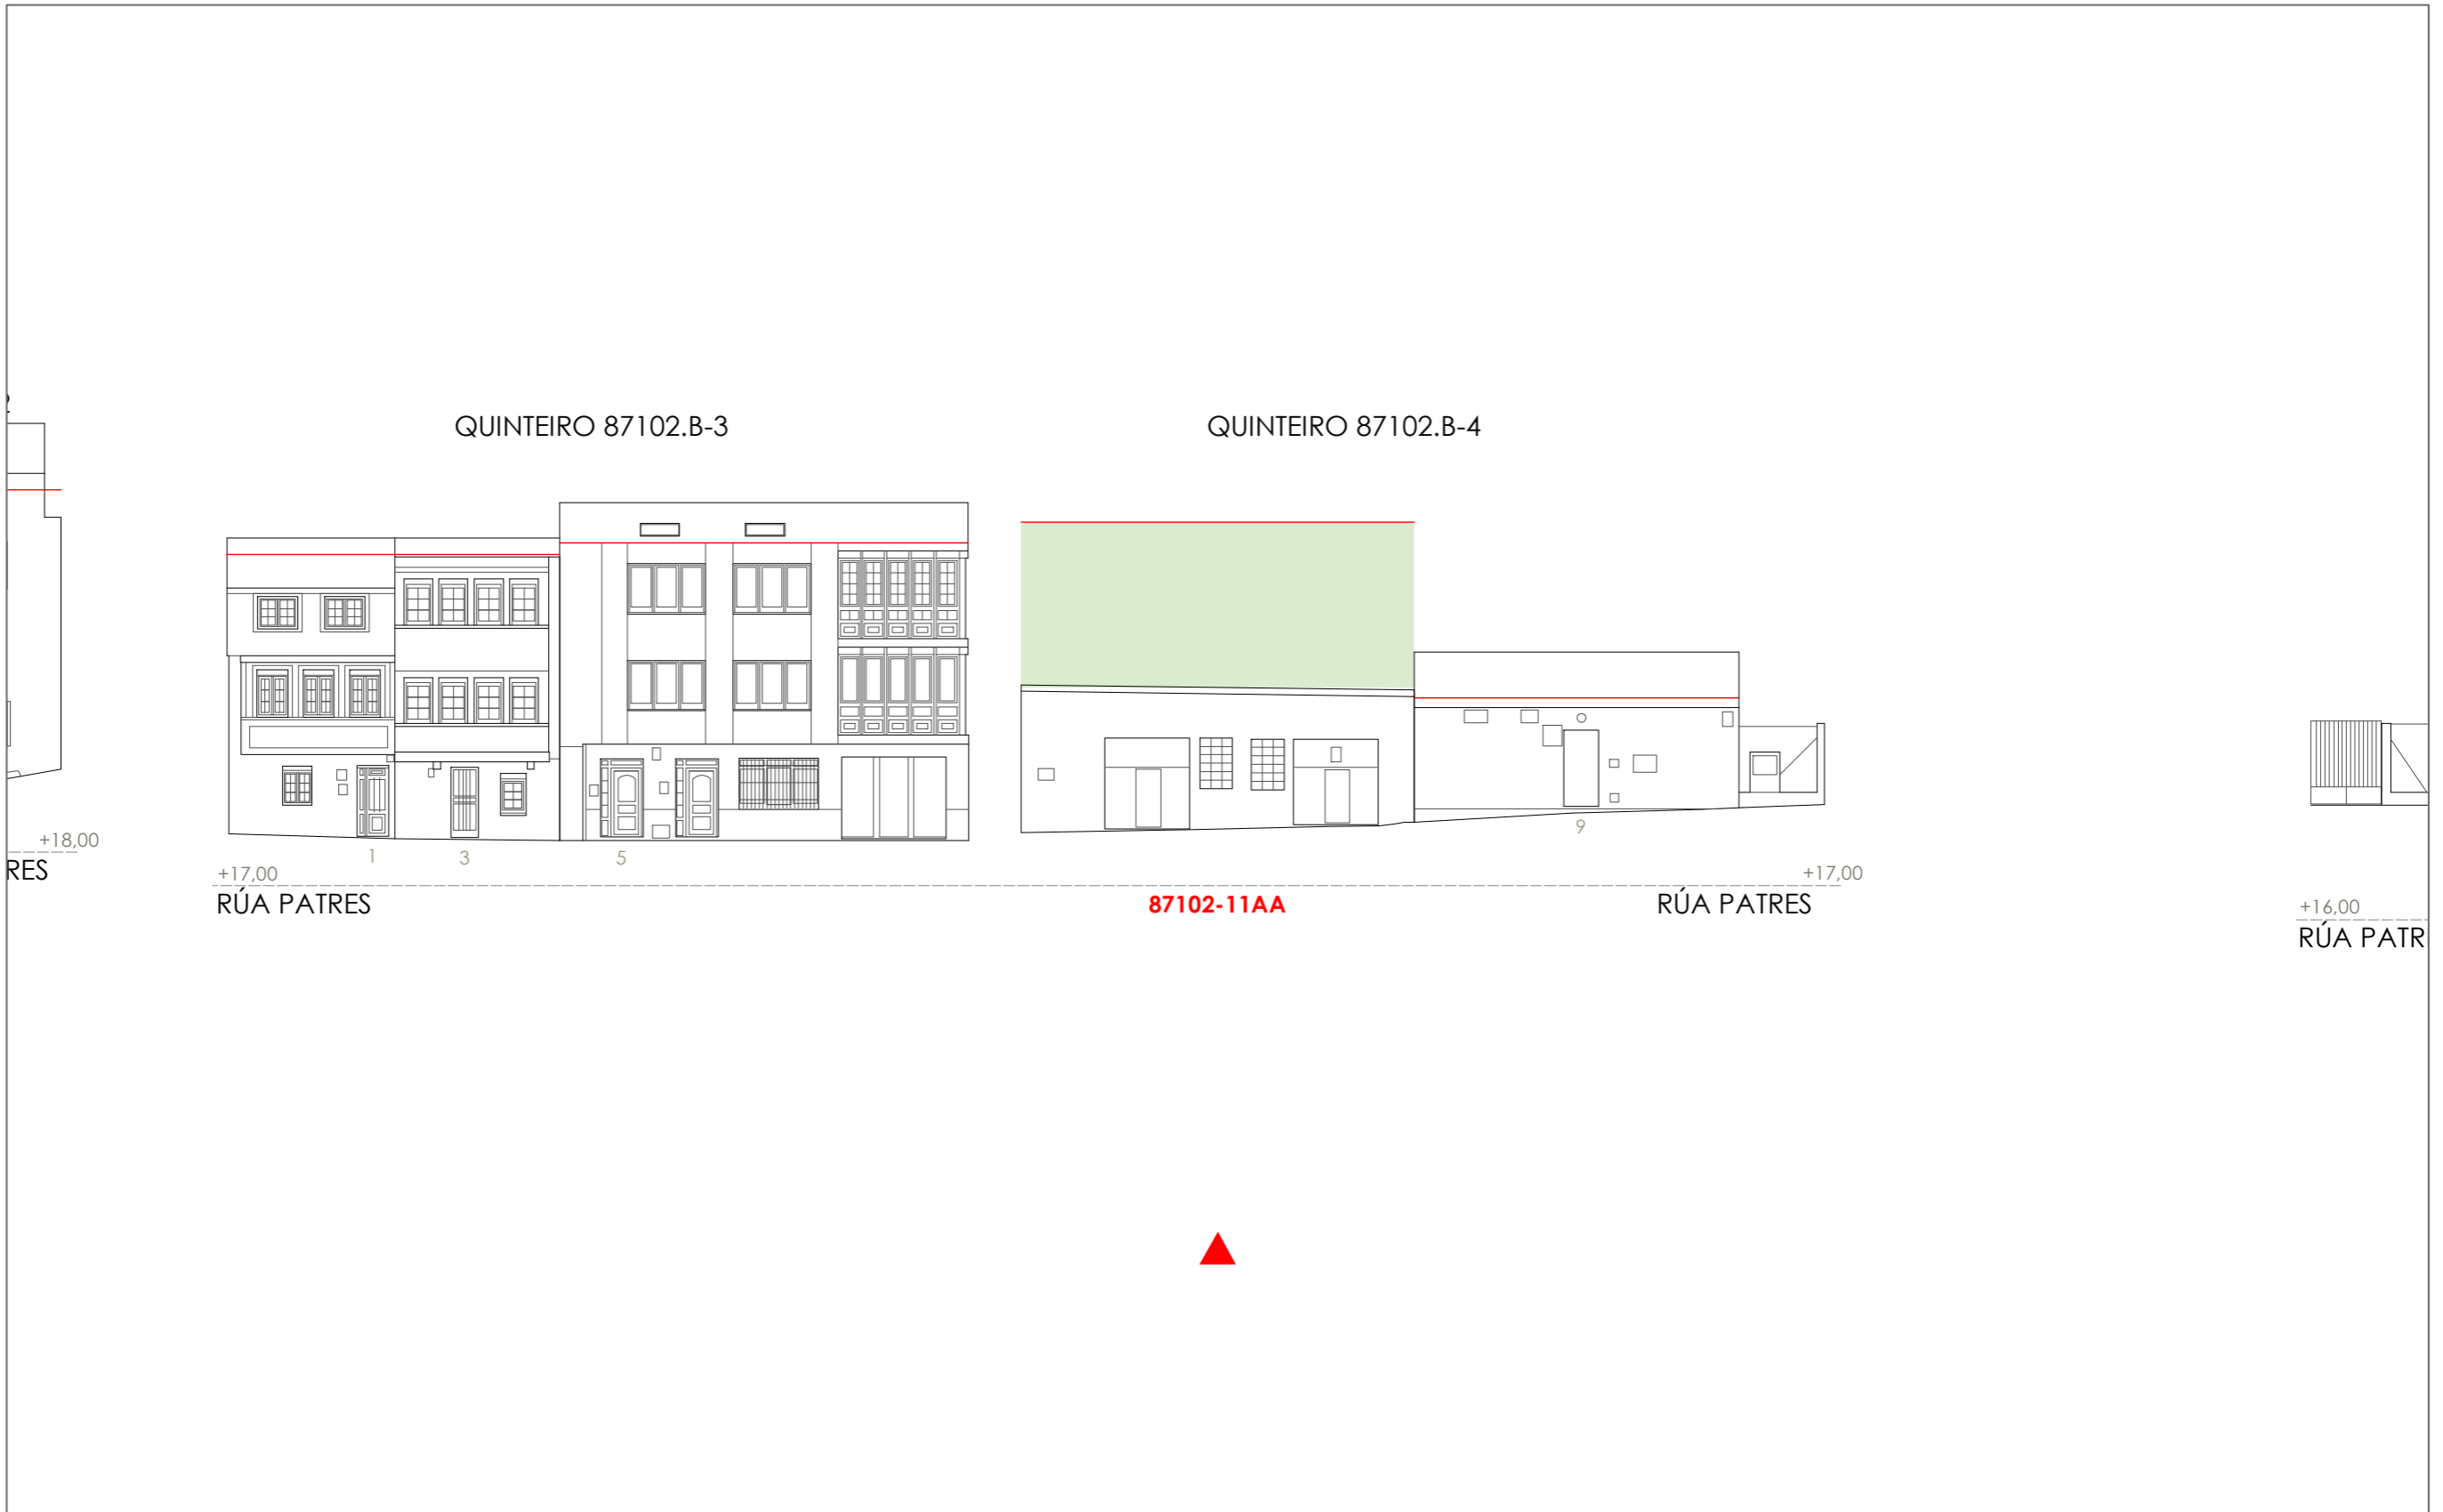 QUINTEIRO 87102.B-3
QUINTEIRO 87102.B-4
+18,00
RES
1
3
5
9
+17,00
RÚA PATRES
87102-11AA
+17,00
RÚA PATRES
+16,00
RÚA PATR